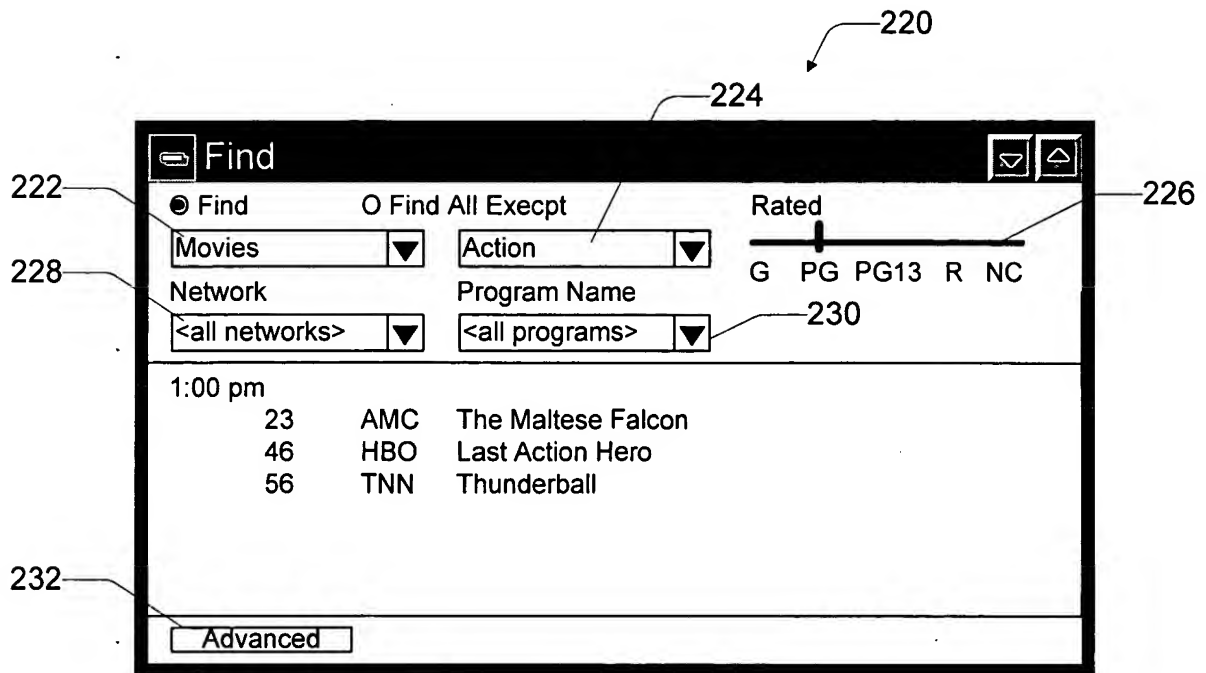 220
224
Find
222
Find O Find All Execpt Rated
226
Movies Action
G PG PG13 R NC
228
Network Program Name
<all networks> <all programs>
230
1:00 pm
23 AMC The Maltese Falcon
46 HBO Last Action Hero
56 TNN Thunderball
232
Advanced